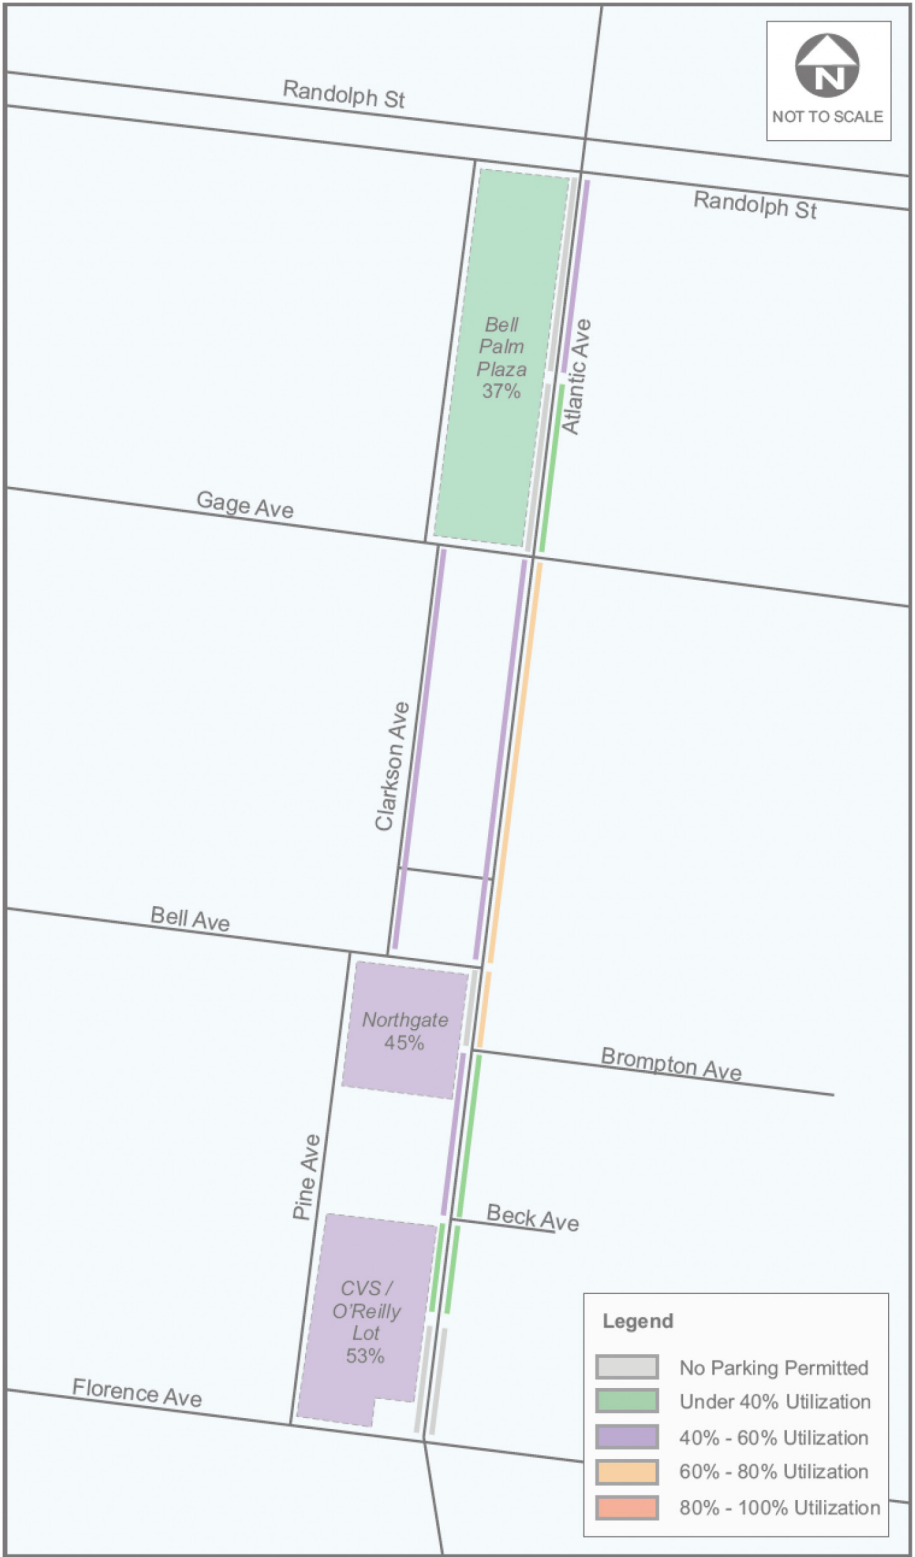 Randolph St
N
NOT TO SCALE
Randolph St
Bell
Palm
Plaza
37%
Atlantic Ave
Gage Ave
Clarkson Ave
Bell Ave
Northgate
45%
Brompton Ave
Pine Ave
Beck Ave
CVS /
O'Reilly
Lot
53%
Florence Ave
Legend
No Parking Permitted
Under 40% Utilization
40% - 60% Utilization
60% - 80% Utilization
80% - 100% Utilization